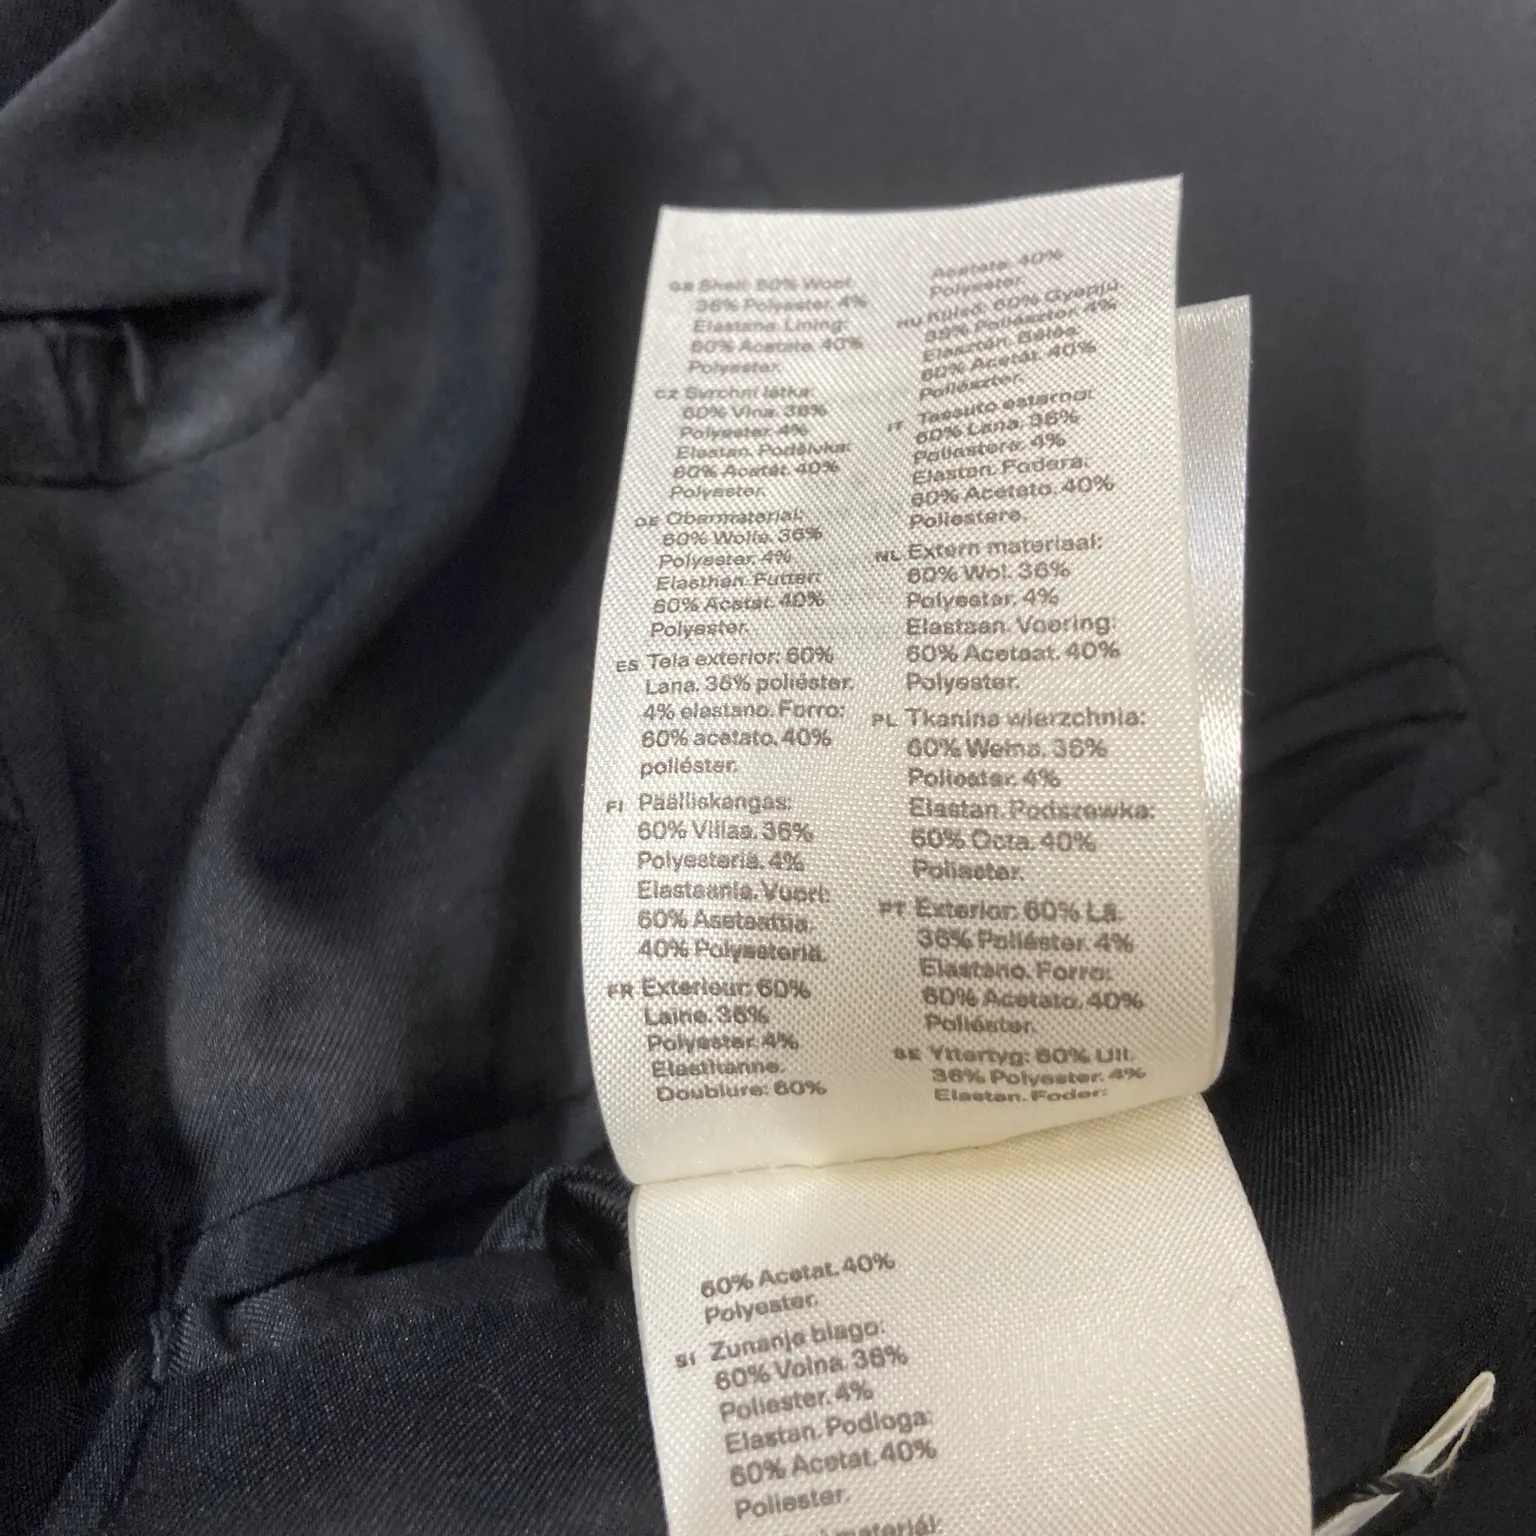 GB Shell: 60% Wool.
36% Polyester. 4%
Elastane. Lining:
60% Acetate. 40%
Polyester.
CZ Svrchní látka:
60% Vlna. 36%
Polyester. 4%
Elastan. Podšívka:
60% Acetát. 40%
Polyester.
DE Obermaterial:
60% Wolle. 36%
Polyester. 4%
Elasthan. Futter:
60% Acetat. 40%
Polyester.
ES Tela exterior: 60%
Lana. 36% poliéster.
4% elastano. Forro:
60% acetato. 40%
poliéster.
FI Päälliskangas:
60% Villaa. 36%
Polyesteriä. 4%
Elastaania. Vuori:
60% Asetaattia.
40% Polyesteriä.
FR Exterieur: 60%
Laine. 36%
Polyester. 4%
Elasthanne.
Doublure: 60%
Acetate. 40%
Polyester.
HU Külső: 60% Gyapjú
36% Poliészter. 4%
Elasztán. Bélés:
60% Acetát. 40%
Poliészter.
IT Tessuto esterno:
60% Lana. 36%
Poliestere. 4%
Elastan. Fodera:
60% Acetato. 40%
Poliestere.
NL Extern materiaal:
60% Wol. 36%
Polyester. 4%
Elastaan. Voering:
60% Acetaat. 40%
Polyester.
PL Tkanina wierzchnia:
60% Wełna. 36%
Poliester. 4%
Elastan. Podszewka:
60% Octa. 40%
Poliester.
PT Exterior: 60% Lã.
36% Poliéster. 4%
Elastano. Forro:
60% Acetato. 40%
Poliéster.
SE Yttertyg: 60% Ull.
36% Polyester. 4%
Elastan. Foder:
60% Acetat. 40%
Polyester.
SI Zunanje blago:
60% Volna. 36%
Poliester. 4%
Elastan. Podloga:
60% Acetat. 40%
Poliester.
materiál: